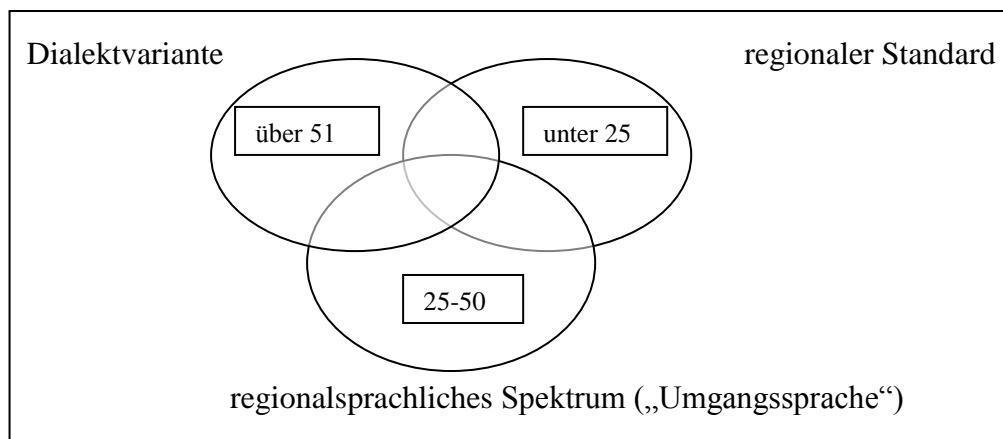 Dialektvariante
regionaler Standard
über 51
unter 25
25-50
regionalsprachliches Spektrum („Umgangssprache“)